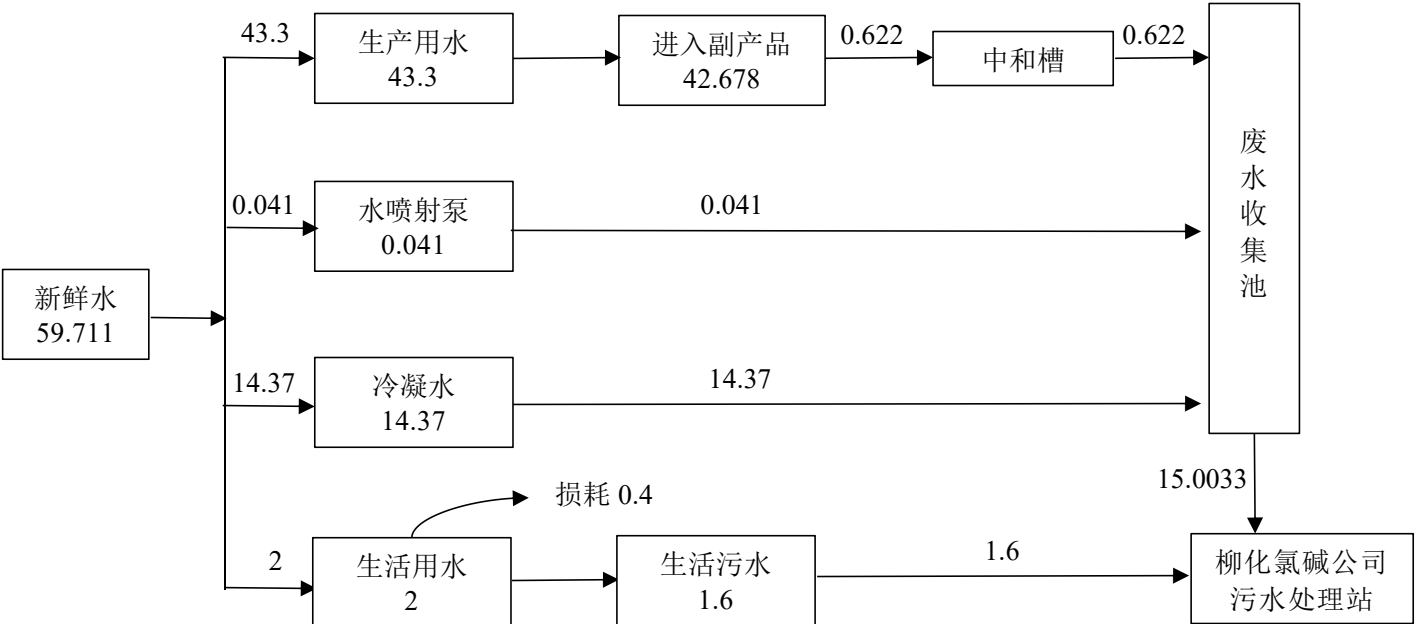 43.3
生产用水
43.3
进入副产品
42.678
0.622
中和槽
0.622
废水收集池
0.041
水喷射泵
0.041
0.041
新鲜水
59.711
14.37
冷凝水
14.37
14.37
15.0033
损耗 0.4
2
生活用水
2
生活污水
1.6
1.6
柳化氯碱公司
污水处理站